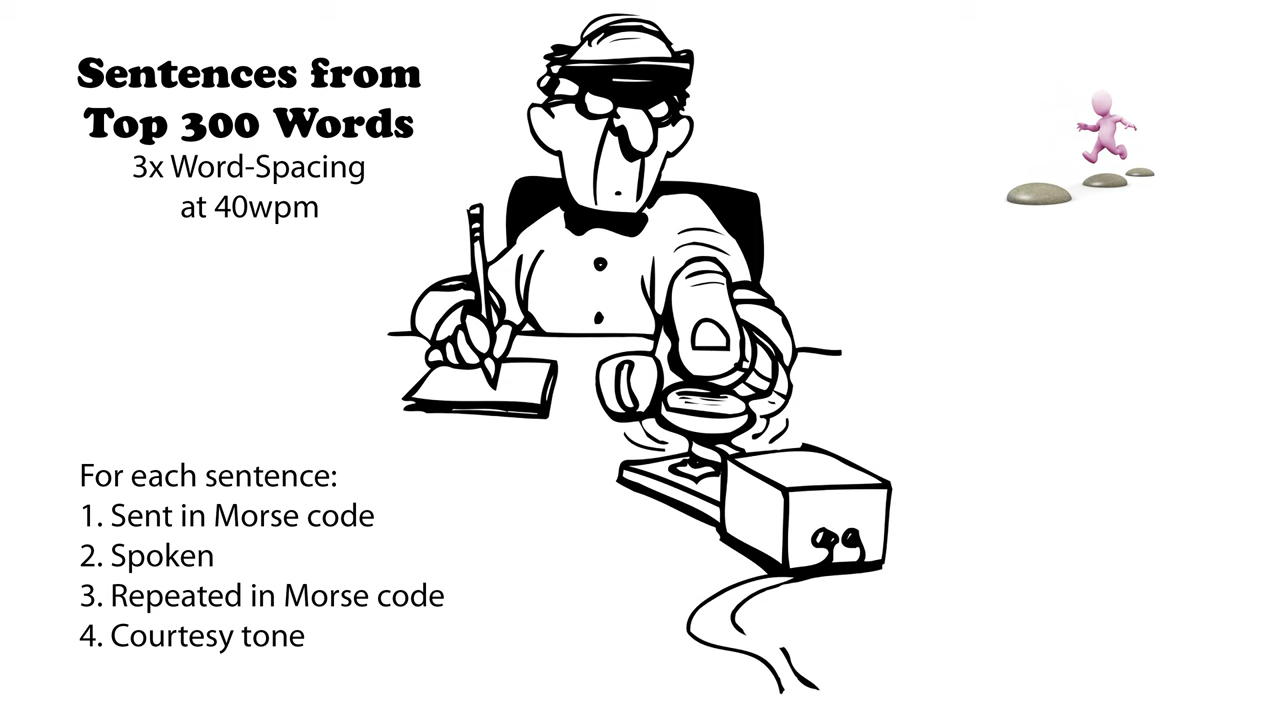 Sentences from
Top 300 Words
3x Word-Spacing
at 40wpm
For each sentence:
1. Sent in Morse code
2. Spoken
3. Repeated in Morse code
4. Courtesy tone